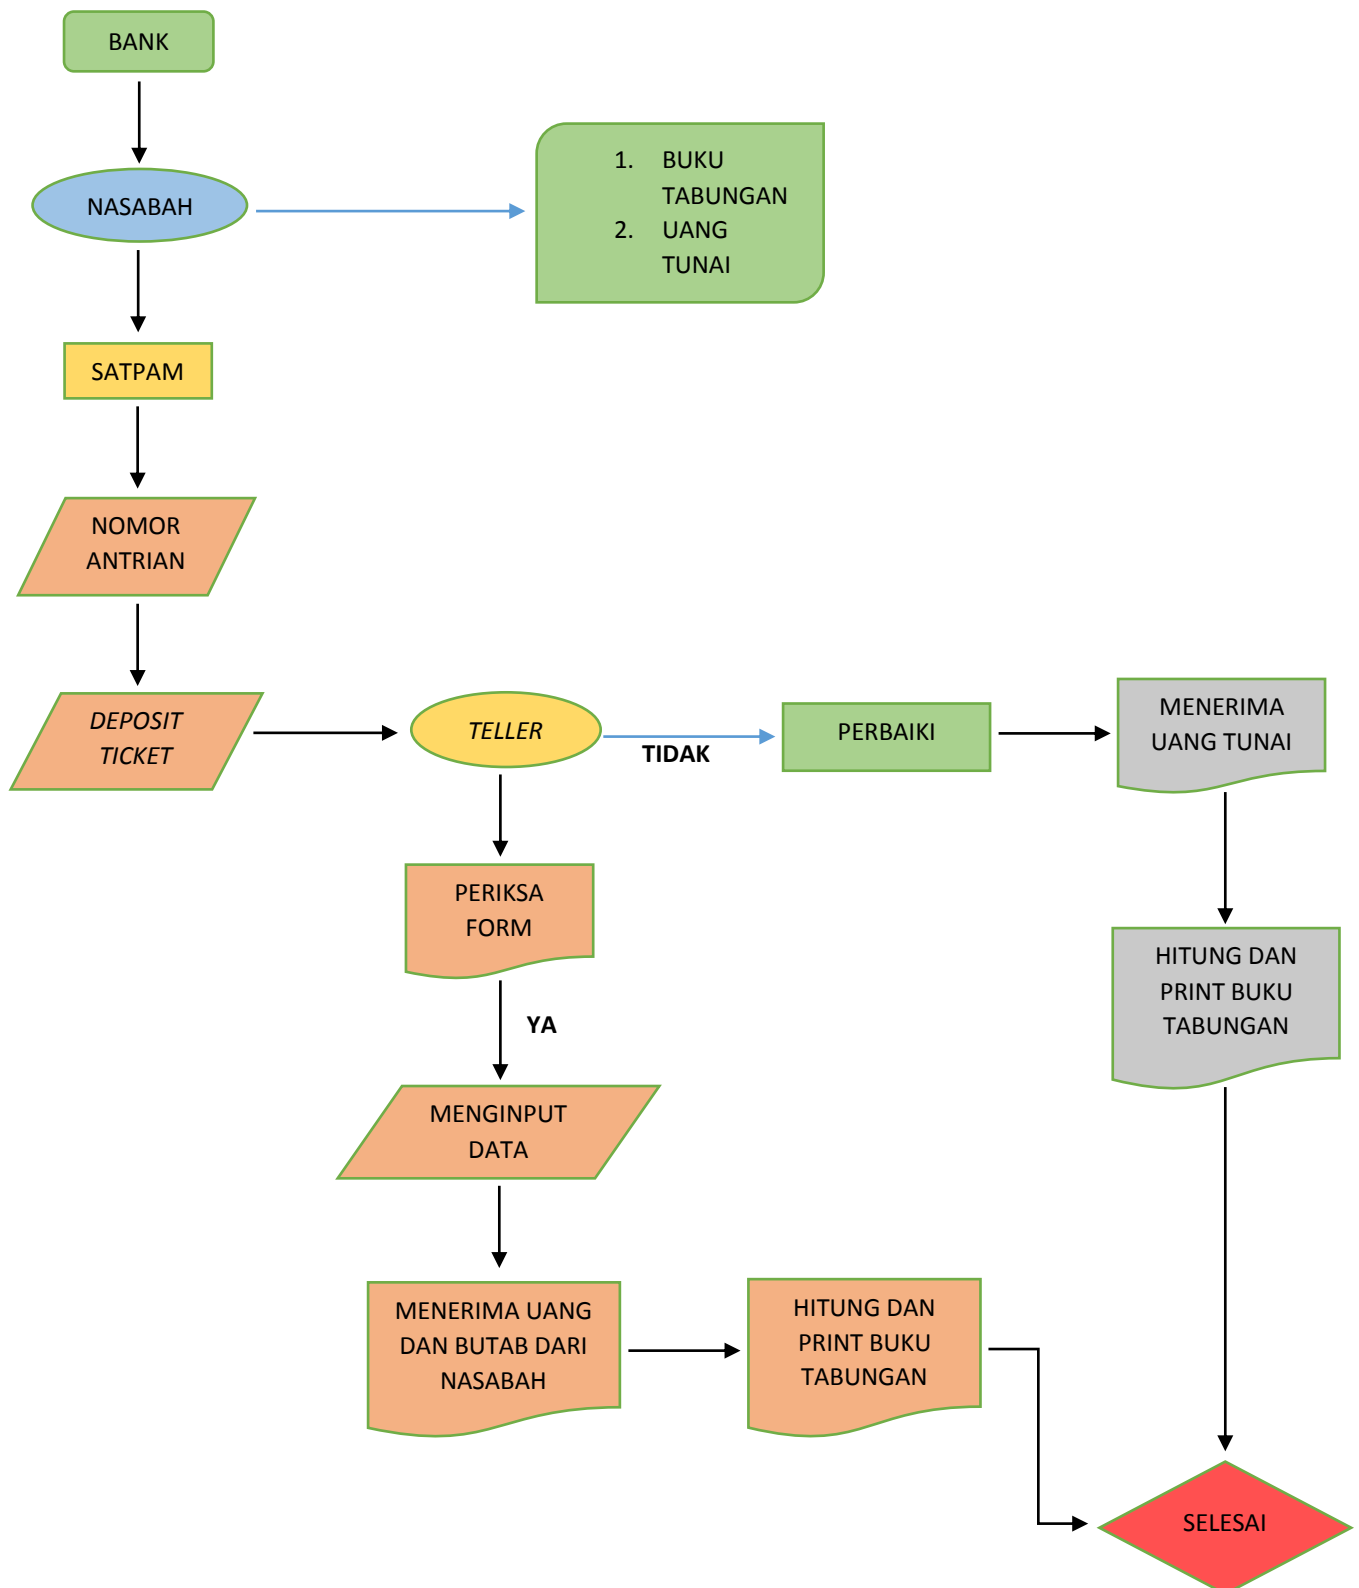 BANK
NASABAH
1. BUKU
TABUNGAN
2. UANG
TUNAI
SATPAM
NOMOR
ANTRIAN
DEPOSIT
TICKET
TELLER
TIDAK
PERBAIKI
MENERIMA
UANG TUNAI
PERIKSA
FORM
HITUNG DAN
PRINT BUKU
TABUNGAN
YA
MENGINPUT
DATA
MENERIMA UANG
DAN BUTAB DARI
NASABAH
HITUNG DAN
PRINT BUKU
TABUNGAN
SELESAI